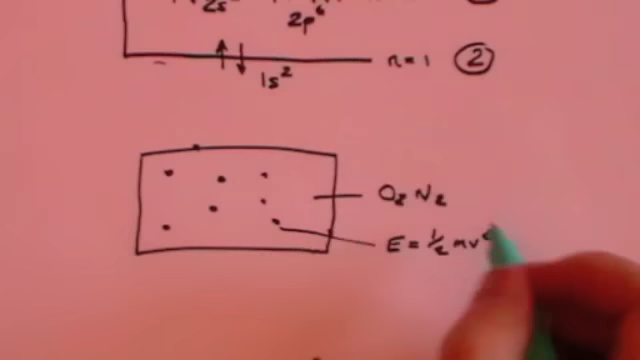 2s
2p⁶
n=1 2
1s²
O₂ N₂
E = ½ mv²